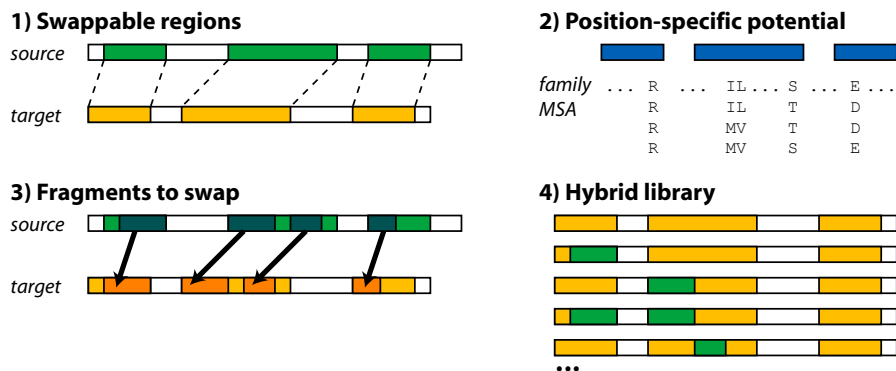 1) Swappable regions
source
target
2) Position-specific potential
family ... R ... IL ... S ... E ...
MSA R IL T D
R MV T D
R MV S E
3) Fragments to swap
source
target
4) Hybrid library
...